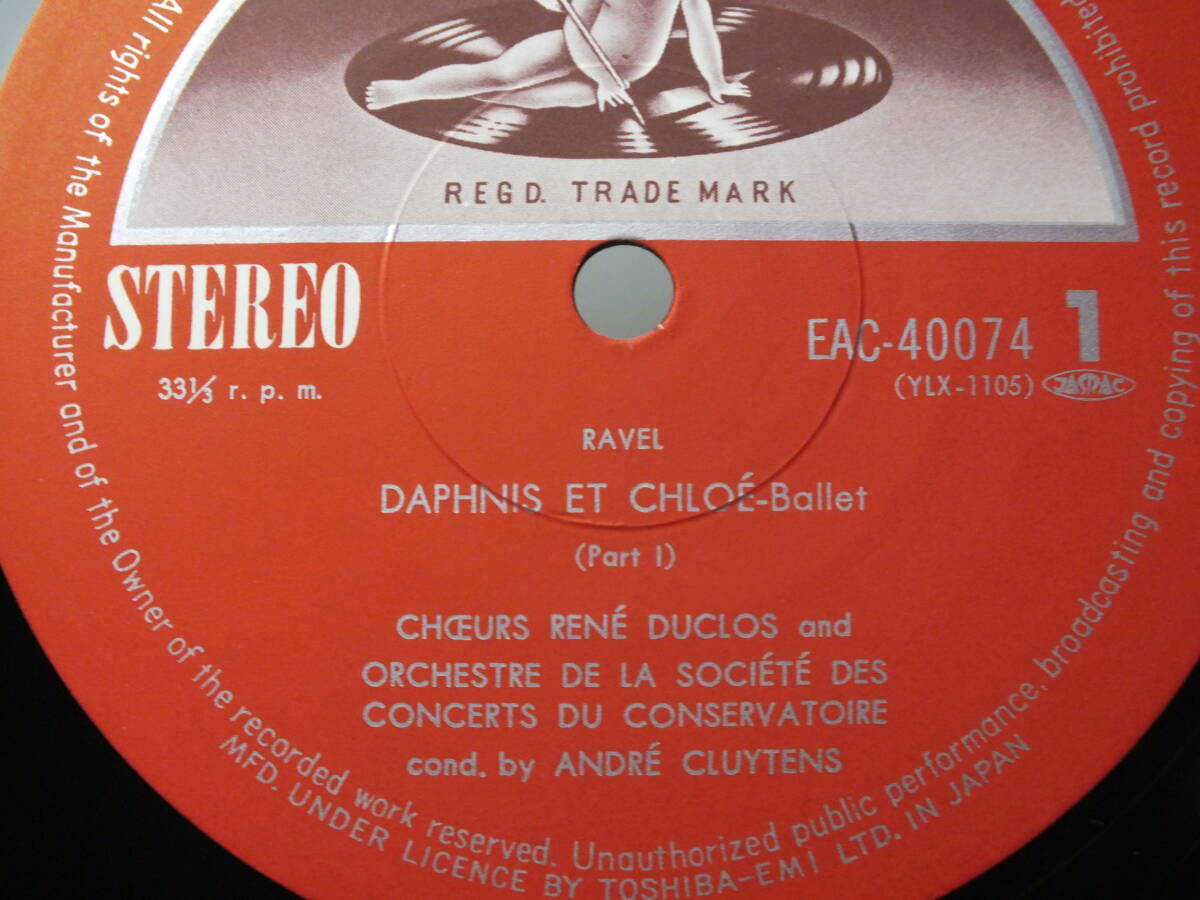 REGD. TRADE MARK
STEREO
33⅓ r. p. m.
EAC-40074 1
(YLX-1105) JASRAC
RAVEL
DAPHNIS ET CHLOÉ-Ballet
(Part I)
CHŒURS RENÉ DUCLOS and
ORCHESTRE DE LA SOCIÉTÉ DES
CONCERTS DU CONSERVATOIRE
cond. by ANDRÉ CLUYTENS
All rights of the Manufacturer and of the Owner of the recorded work reserved. Unauthorized public performance, broadcasting and copying of this record prohibited
MFD. UNDER LICENCE BY TOSHIBA-EMI LTD. IN JAPAN